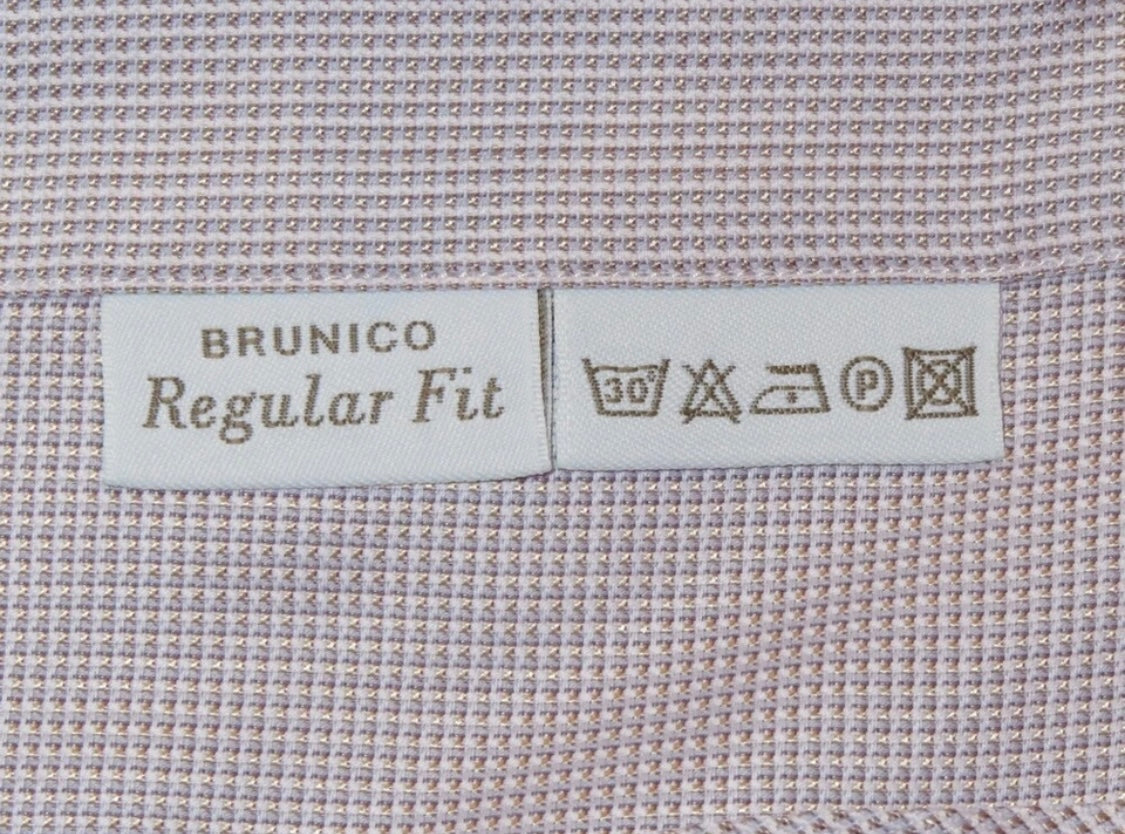 BRUNICO
Regular Fit
30°
P